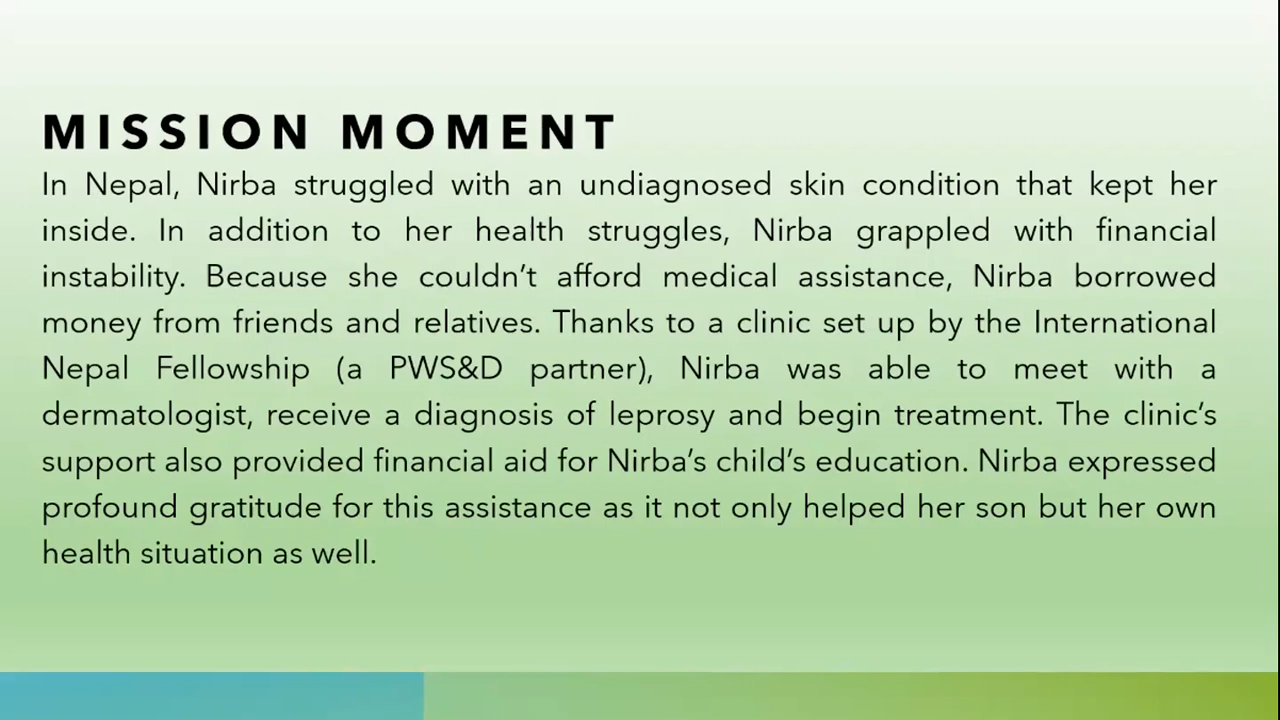 MISSION MOMENT
In Nepal, Nirba struggled with an undiagnosed skin condition that kept her
inside. In addition to her health struggles, Nirba grappled with financial
instability. Because she couldn’t afford medical assistance, Nirba borrowed
money from friends and relatives. Thanks to a clinic set up by the International
Nepal Fellowship (a PWS&D partner), Nirba was able to meet with a
dermatologist, receive a diagnosis of leprosy and begin treatment. The clinic’s
support also provided financial aid for Nirba’s child’s education. Nirba expressed
profound gratitude for this assistance as it not only helped her son but her own
health situation as well.